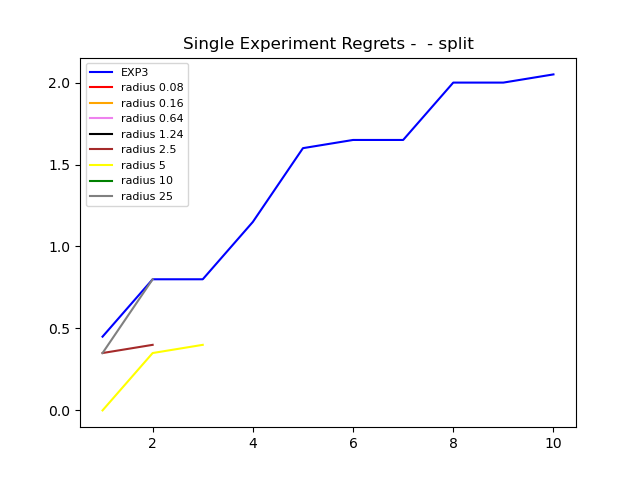 Single Experiment Regrets -  - split
EXP3
radius 0.08
radius 0.16
radius 0.64
radius 1.24
radius 2.5
radius 5
radius 10
radius 25
2.0
1.5
1.0
0.5
0.0
2 4 6 8 10